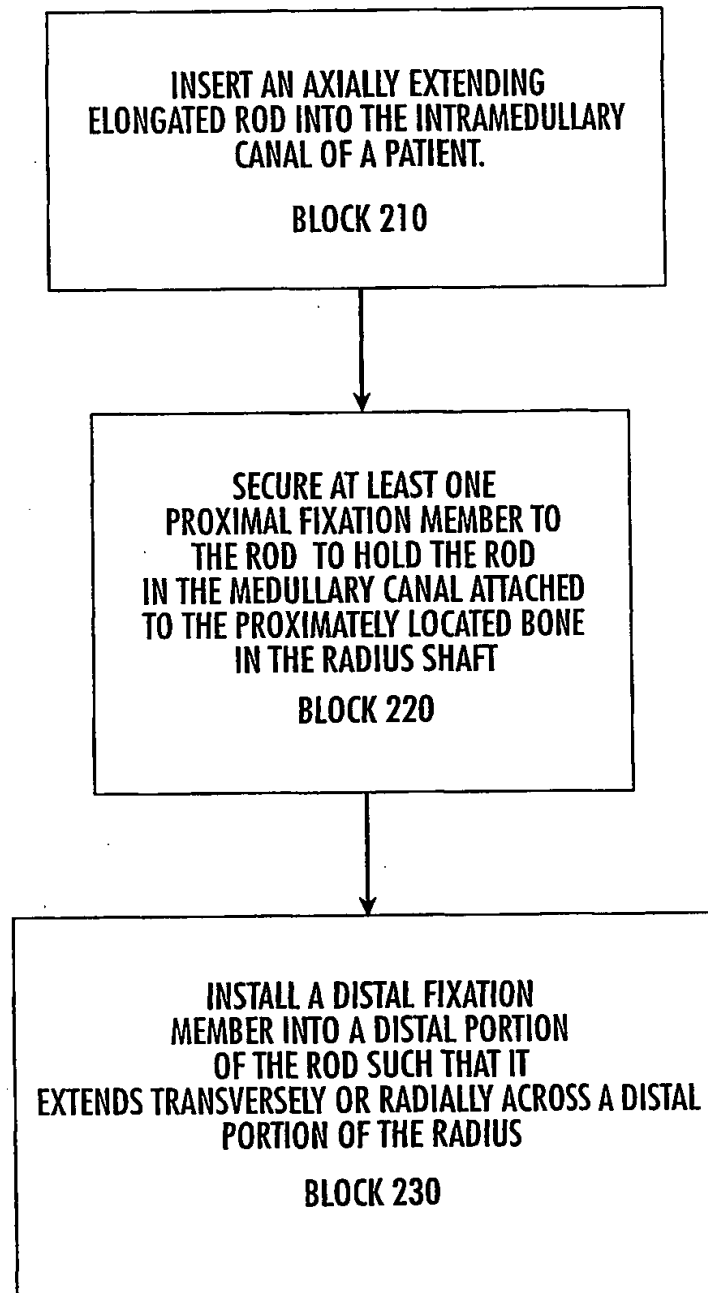 INSERT AN AXIALLY EXTENDING
ELONGATED ROD INTO THE INTRAMEDULLARY
CANAL OF A PATIENT.
BLOCK 210
SECURE AT LEAST ONE
PROXIMAL FIXATION MEMBER TO
THE ROD TO HOLD THE ROD
IN THE MEDULLARY CANAL ATTACHED
TO THE PROXIMATELY LOCATED BONE
IN THE RADIUS SHAFT
BLOCK 220
INSTALL A DISTAL FIXATION
MEMBER INTO A DISTAL PORTION
OF THE ROD SUCH THAT IT
EXTENDS TRANSVERSELY OR RADIALLY ACROSS A DISTAL
PORTION OF THE RADIUS
BLOCK 230